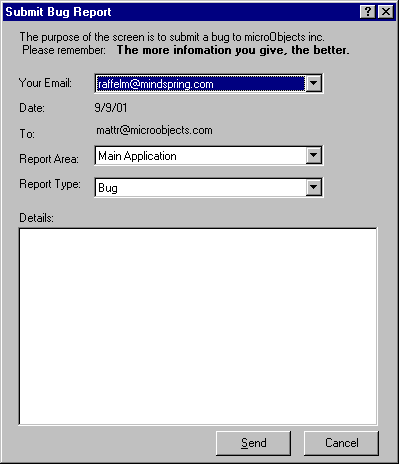 Submit Bug Report
The purpose of the screen is to submit a bug to microObjects inc.
Please remember: The more infomation you give, the better.
Your Email: raffelm@mindspring.com
Date: 9/9/01
To: mattr@microobjects.com
Report Area: Main Application
Report Type: Bug
Details:
Send Cancel